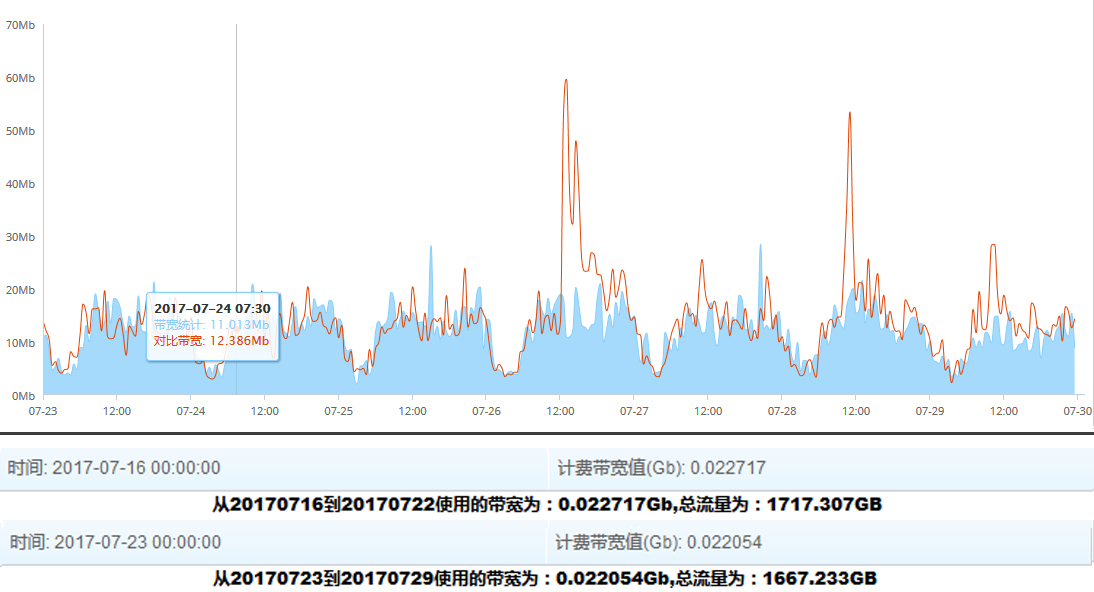 70Mb
60Mb
50Mb
40Mb
30Mb
20Mb
10Mb
0Mb
2017-07-24 07:30
带宽统计: 11.013Mb
对比带宽: 12.386Mb
07-23 12:00 07-24 12:00 07-25 12:00 07-26 12:00 07-27 12:00 07-28 12:00 07-29 12:00 07-30
时间: 2017-07-16 00:00:00 计费带宽值(Gb): 0.022717
从20170716到20170722使用的带宽为：0.022717Gb,总流量为：1717.307GB
时间: 2017-07-23 00:00:00 计费带宽值(Gb): 0.022054
从20170723到20170729使用的带宽为：0.022054Gb,总流量为：1667.233GB